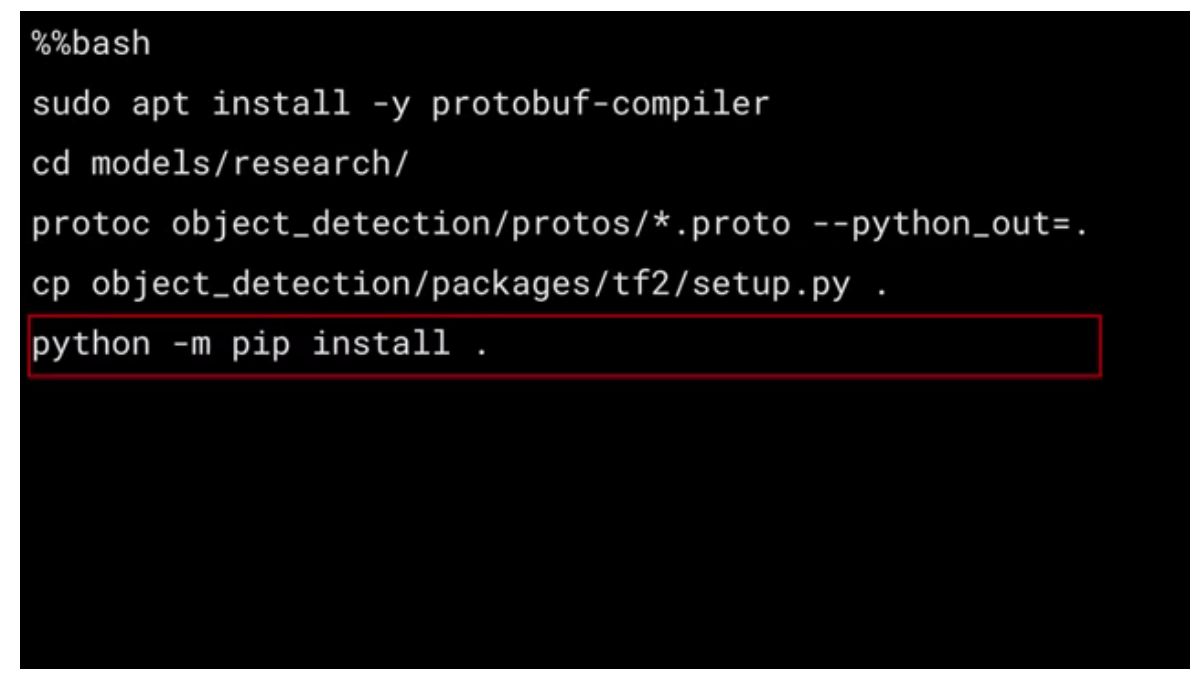 %%bash
sudo apt install -y protobuf-compiler
cd models/research/
protoc object_detection/protos/*.proto --python_out=.
cp object_detection/packages/tf2/setup.py .
python -m pip install .